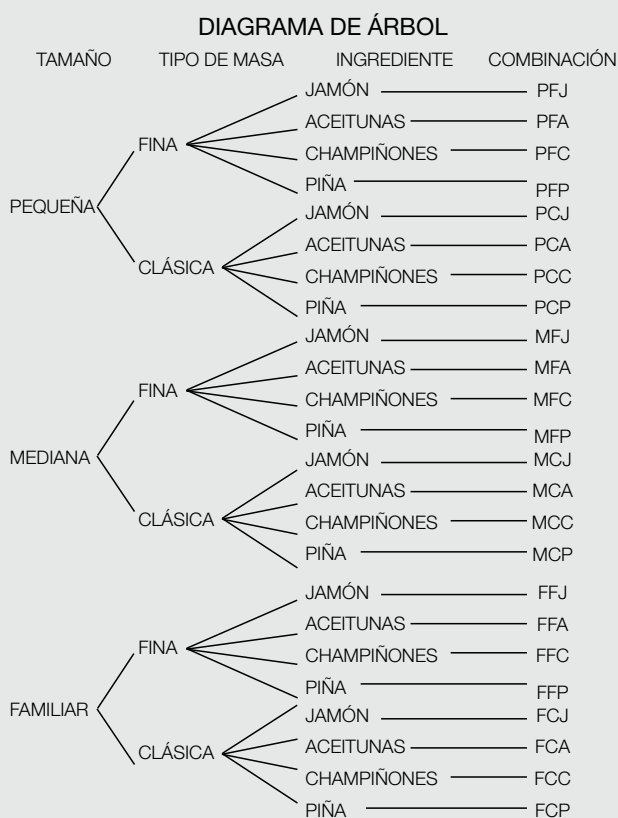 DIAGRAMA DE ÁRBOL
TAMAÑO TIPO DE MASA INGREDIENTE COMBINACIÓN
JAMÓN PFJ
ACEITUNAS PFA
FINA
CHAMPIÑONES PFC
PIÑA PFP
PEQUEÑA
JAMÓN PCJ
ACEITUNAS PCA
CLÁSICA
CHAMPIÑONES PCC
PIÑA PCP
JAMÓN MFJ
ACEITUNAS MFA
FINA
CHAMPIÑONES MFC
PIÑA MFP
MEDIANA
JAMÓN MCJ
ACEITUNAS MCA
CLÁSICA
CHAMPIÑONES MCC
PIÑA MCP
JAMÓN FFJ
ACEITUNAS FFA
FINA
CHAMPIÑONES FFC
PIÑA FFP
FAMILIAR
JAMÓN FCJ
ACEITUNAS FCA
CLÁSICA
CHAMPIÑONES FCC
PIÑA FCP